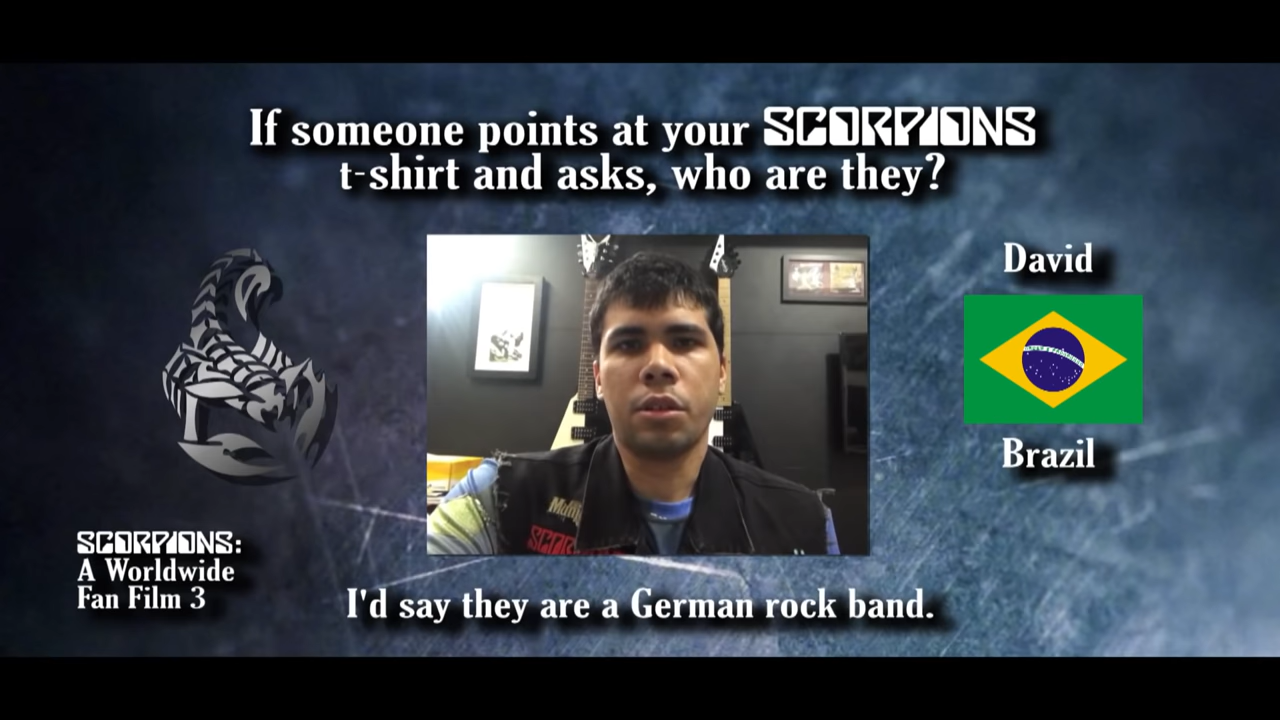 If someone points at your SCORPIONS
t-shirt and asks, who are they?
David
Brazil
SCORPIONS:
A Worldwide
Fan Film 3
I'd say they are a German rock band.